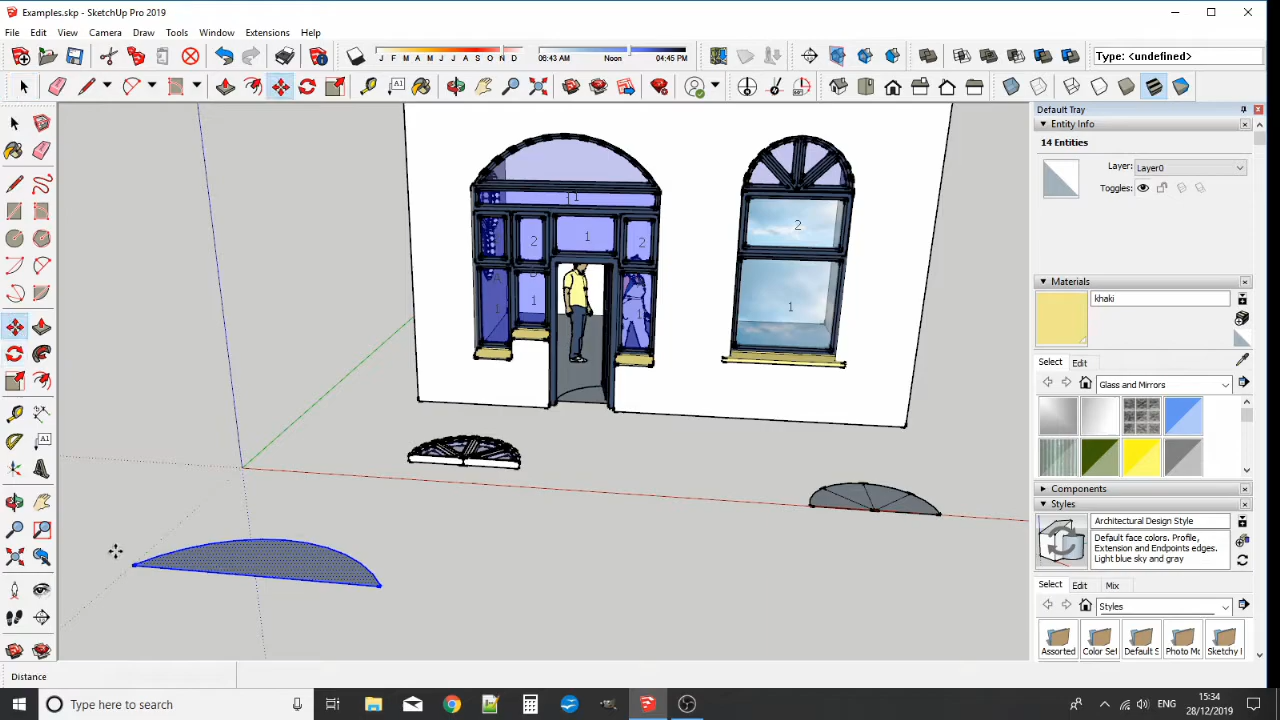 Examples.skp - SketchUp Pro 2019
File Edit View Camera Draw Tools Window Extensions Help
J F M A M J J A S O N D
06:43 AM Noon 04:45 PM
Type: <undefined>
A1
Default Tray
Entity Info
14 Entities
Layer: Layer0
Toggles:
Materials
khaki
Select Edit
Glass and Mirrors
Components
Styles
Architectural Design Style
Default face colors. Profile,
Extension and Endpoints edges.
Light blue sky and gray
Select Edit Mix
Styles
Assorted Color Set Default S Photo Mo Sketchy I
1
2 1 2
1 1 1
2
1
A1
Distance
Type here to search
ENG
15:34
28/12/2019